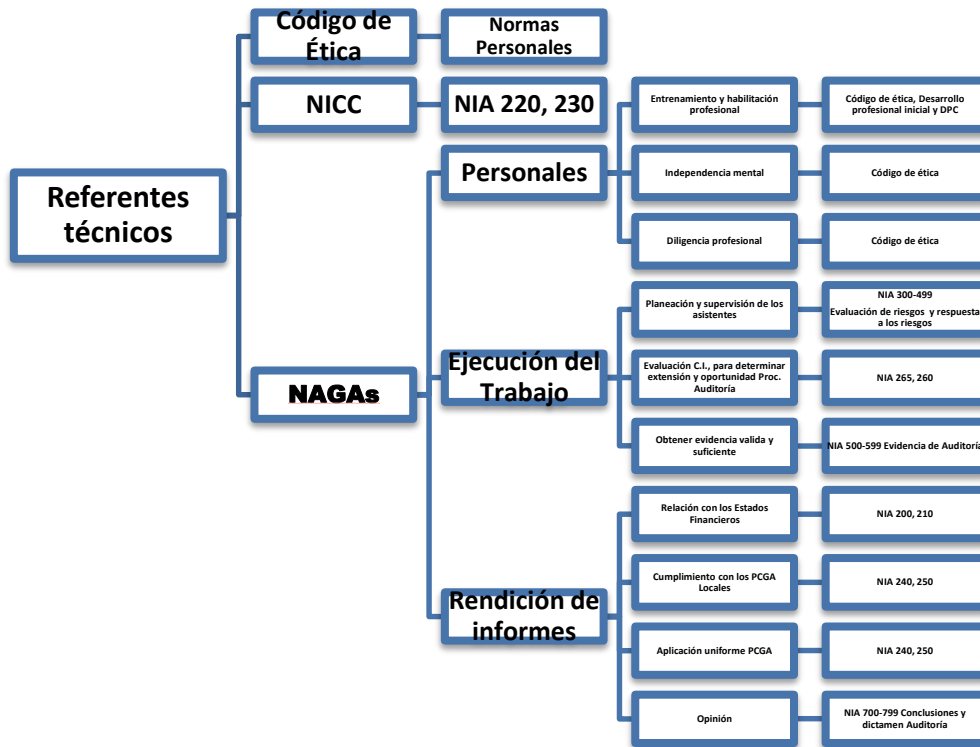 Código de
Ética
Normas
Personales
NICC
NIA 220, 230
Referentes
técnicos
NAGAs
Personales
Entrenamiento y habilitación
profesional
Código de ética, Desarrollo
profesional inicial y DPC
Independencia mental
Código de ética
Diligencia profesional
Código de ética
Ejecución del
Trabajo
Planeación y supervisión de los
asistentes
NIA 300-499
Evaluación de riesgos y respuesta
a los riesgos
Evaluación C.I., para determinar
extensión y oportunidad Proc.
Auditoría
NIA 265, 260
Obtener evidencia valida y
suficiente
NIA 500-599 Evidencia de Auditoría
Rendición de
informes
Relación con los Estados
Financieros
NIA 200, 210
Cumplimiento con los PCGA
Locales
NIA 240, 250
Aplicación uniforme PCGA
NIA 240, 250
Opinión
NIA 700-799 Conclusiones y
dictamen Auditoría